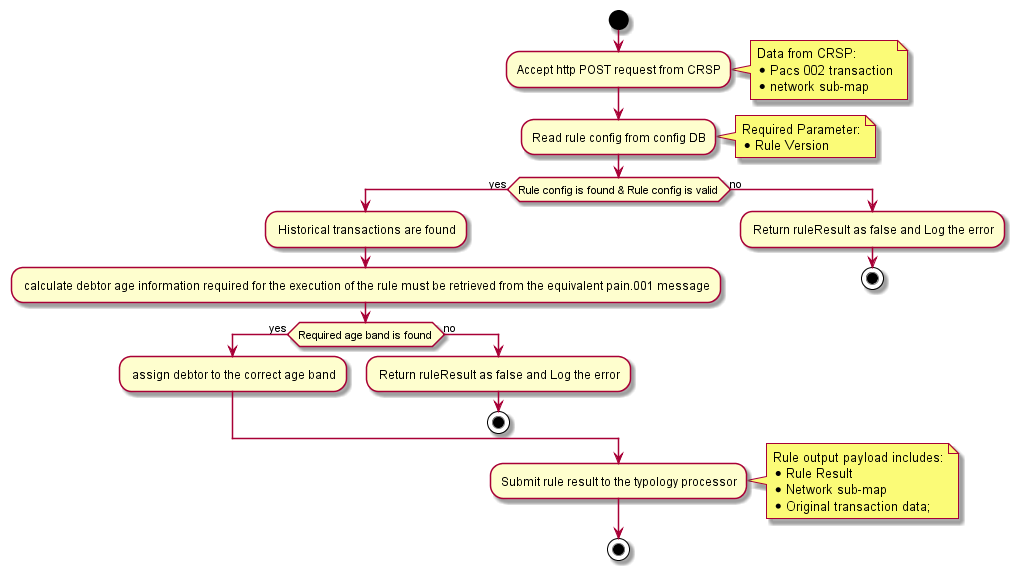 Accept http POST request from CRSP
Data from CRSP:
• Pacs 002 transaction
• network sub-map
Read rule config from config DB
Required Parameter:
• Rule Version
yes
Rule config is found & Rule config is valid
no
Historical transactions are found
Return ruleResult as false and Log the error
calculate debtor age information required for the execution of the rule must be retrieved from the equivalent pain.001 message
yes
Required age band is found
no
assign debtor to the correct age band
Return ruleResult as false and Log the error
Submit rule result to the typology processor
Rule output payload includes:
• Rule Result
• Network sub-map
• Original transaction data;